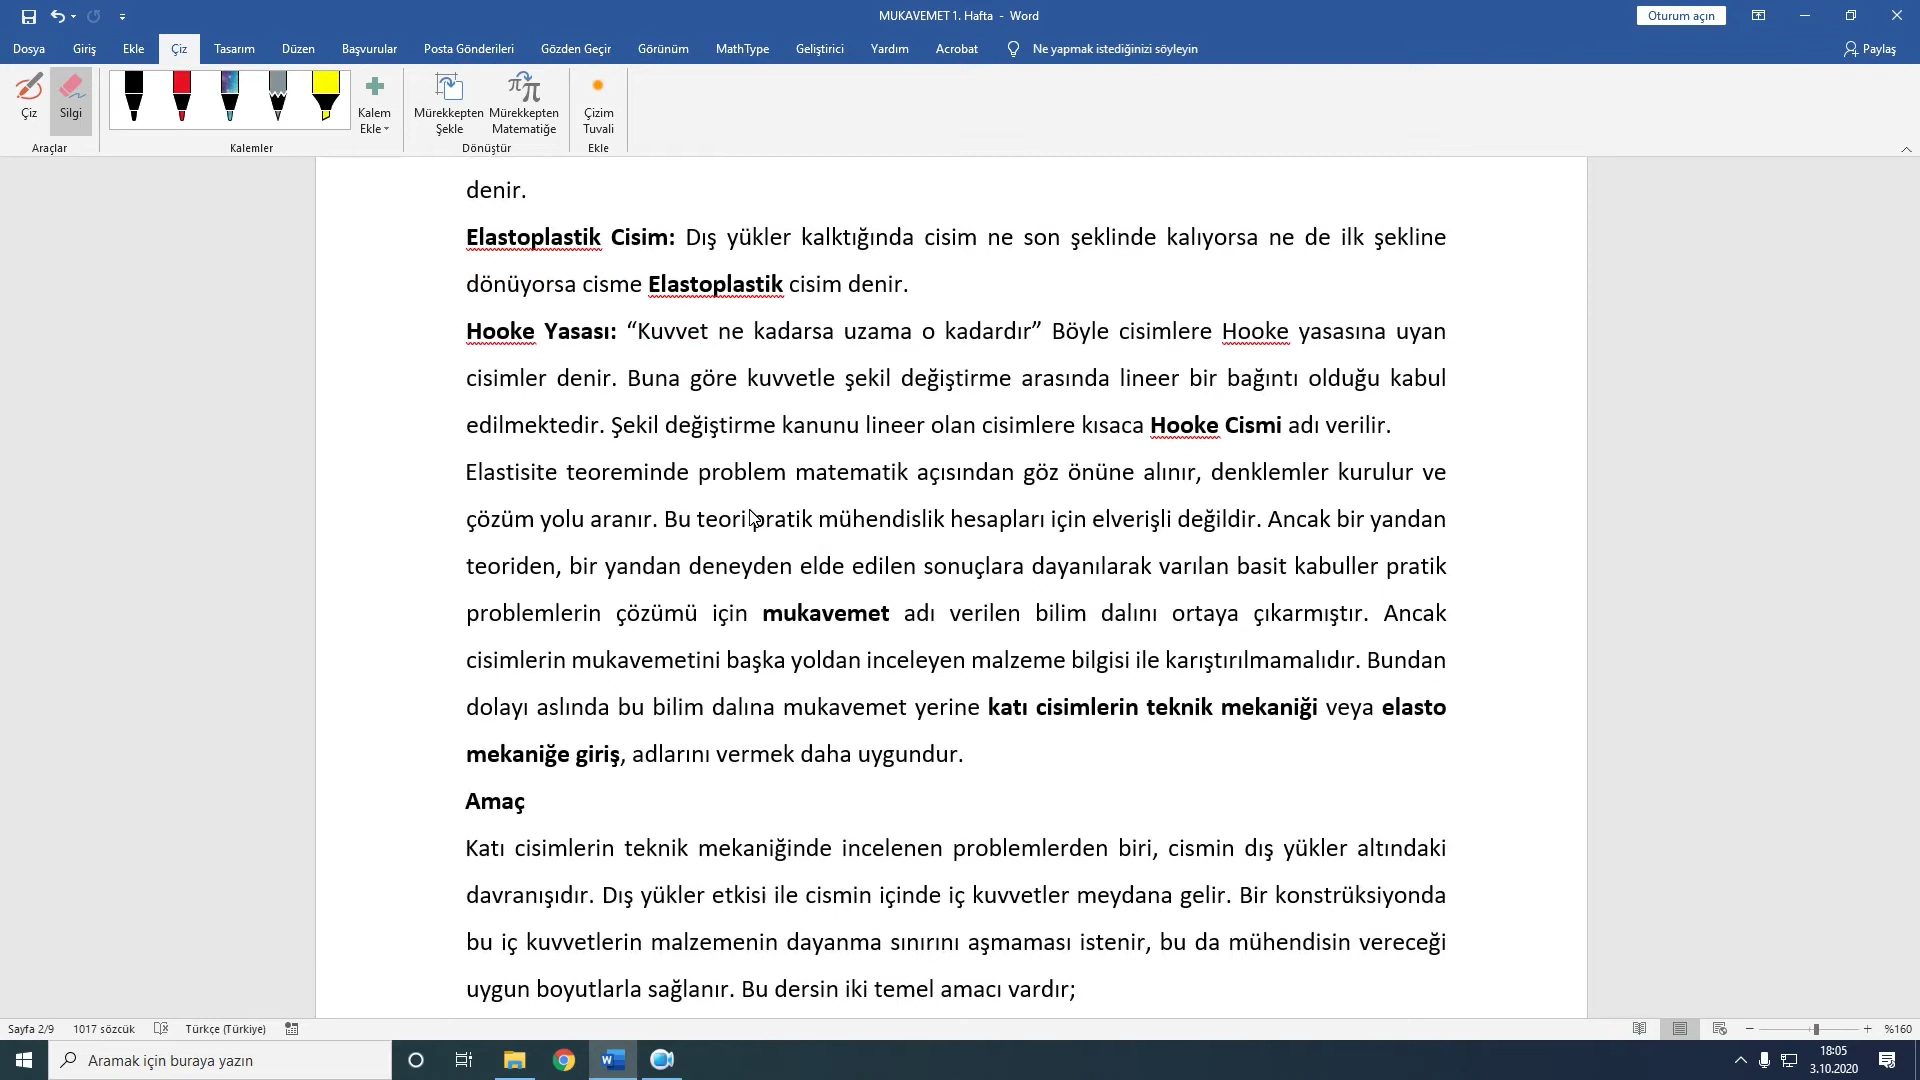 MUKAVEMET 1. Hafta - Word
Oturum açın
Dosya Giriş Ekle Çiz Tasarım Düzen Başvurular Posta Gönderileri Gözden Geçir Görünüm MathType Geliştirici Yardım Acrobat Ne yapmak istediğinizi söyleyin Paylaş
Çiz Silgi Kalem Ekle Mürekkepten Şekle Mürekkepten Matematiğe Çizim Tuvali
Araçlar Kalemler Dönüştür Ekle
denir.
Elastoplastik Cisim: Dış yükler kalktığında cisim ne son şeklinde kalıyorsa ne de ilk şekline
dönüyorsa cisme Elastoplastik cisim denir.
Hooke Yasası: “Kuvvet ne kadarsa uzama o kadardır” Böyle cisimlere Hooke yasasına uyan
cisimler denir. Buna göre kuvvetle şekil değiştirme arasında lineer bir bağıntı olduğu kabul
edilmektedir. Şekil değiştirme kanunu lineer olan cisimlere kısaca Hooke Cismi adı verilir.
Elastisite teoreminde problem matematik açısından göz önüne alınır, denklemler kurulur ve
çözüm yolu aranır. Bu teori pratik mühendislik hesapları için elverişli değildir. Ancak bir yandan
teoriden, bir yandan deneyden elde edilen sonuçlara dayanılarak varılan basit kabuller pratik
problemlerin çözümü için mukavemet adı verilen bilim dalını ortaya çıkarmıştır. Ancak
cisimlerin mukavemetini başka yoldan inceleyen malzeme bilgisi ile karıştırılmamalıdır. Bundan
dolayı aslında bu bilim dalına mukavemet yerine katı cisimlerin teknik mekaniği veya elasto
mekaniğe giriş, adlarını vermek daha uygundur.
Amaç
Katı cisimlerin teknik mekaniğinde incelenen problemlerden biri, cismin dış yükler altındaki
davranışıdır. Dış yükler etkisi ile cismin içinde iç kuvvetler meydana gelir. Bir konstrüksiyonda
bu iç kuvvetlerin malzemenin dayanma sınırını aşmaması istenir, bu da mühendisin vereceği
uygun boyutlarla sağlanır. Bu dersin iki temel amacı vardır;
Sayfa 2/9 1017 sözcük Türkçe (Türkiye) %160
Aramak için buraya yazın
18:05
3.10.2020